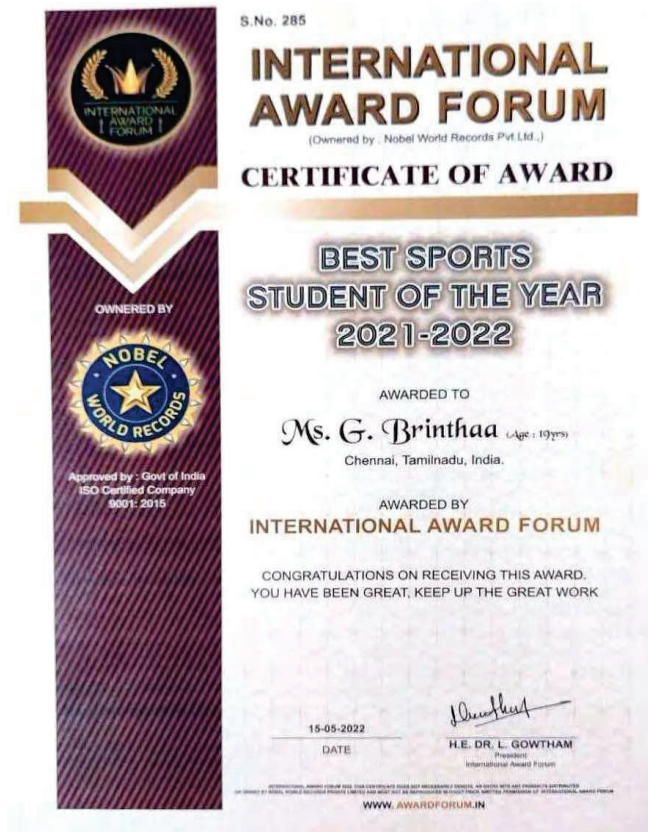 S.No. 285
INTERNATIONAL
AWARD FORUM
(Ownered by . Nobel World Records Pvt.Ltd.,)
CERTIFICATE OF AWARD
INTERNATIONAL
AWARD
FORUM
BEST SPORTS
STUDENT OF THE YEAR
2021-2022
OWNERED BY
NOBEL
WORLD RECORDS
Approved by : Govt of India
ISO Certified Company
9001: 2015
AWARDED TO
Ms. G. Brinthaa (Age : 19yrs)
Chennai, Tamilnadu, India.
AWARDED BY
INTERNATIONAL AWARD FORUM
CONGRATULATIONS ON RECEIVING THIS AWARD.
YOU HAVE BEEN GREAT, KEEP UP THE GREAT WORK
15-05-2022
DATE
H.E. DR. L. GOWTHAM
President
International Award Forum
WWW. AWARDFORUM.IN